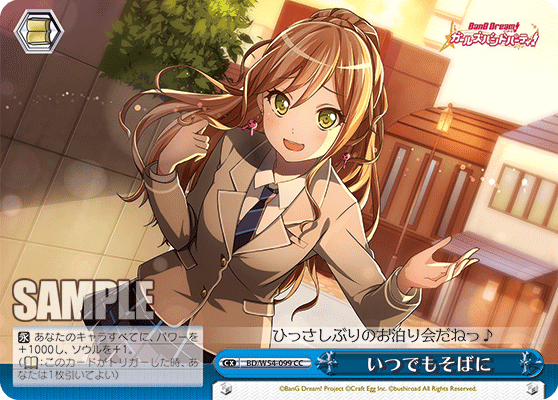 BanG Dream!
ガールズバンドパーティ!
SAMPLE
ひっさしぶりのお泊り会だねっ♪
永 あなたのキャラすべてに、パワーを
+1000し、ソウルを+1。
（　：このカードがトリガーした時、あ
なたは1枚引いてよい）
CX BD/W54-099 CC
いつでもそばに
©BanG Dream! Project ©Craft Egg Inc. ©bushiroad All Rights Reserved.